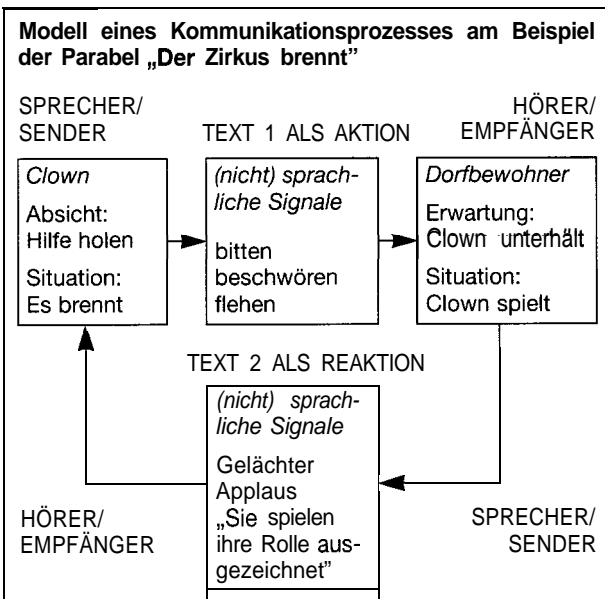 Modell eines Kommunikationsprozesses am Beispiel
der Parabel „Der Zirkus brennt”
SPRECHER/
SENDER
TEXT 1 ALS AKTION
HÖRER/
EMPFÄNGER
Clown
Absicht:
Hilfe holen
Situation:
Es brennt
(nicht) sprach-
liche Signale
bitten
beschwören
flehen
Dorfbewohner
Erwartung:
Clown unterhält
Situation:
Clown spielt
TEXT 2 ALS REAKTION
(nicht) sprach-
liche Signale
Gelächter
Applaus
„Sie spielen
ihre Rolle aus-
gezeichnet”
HÖRER/
EMPFÄNGER
SPRECHER/
SENDER